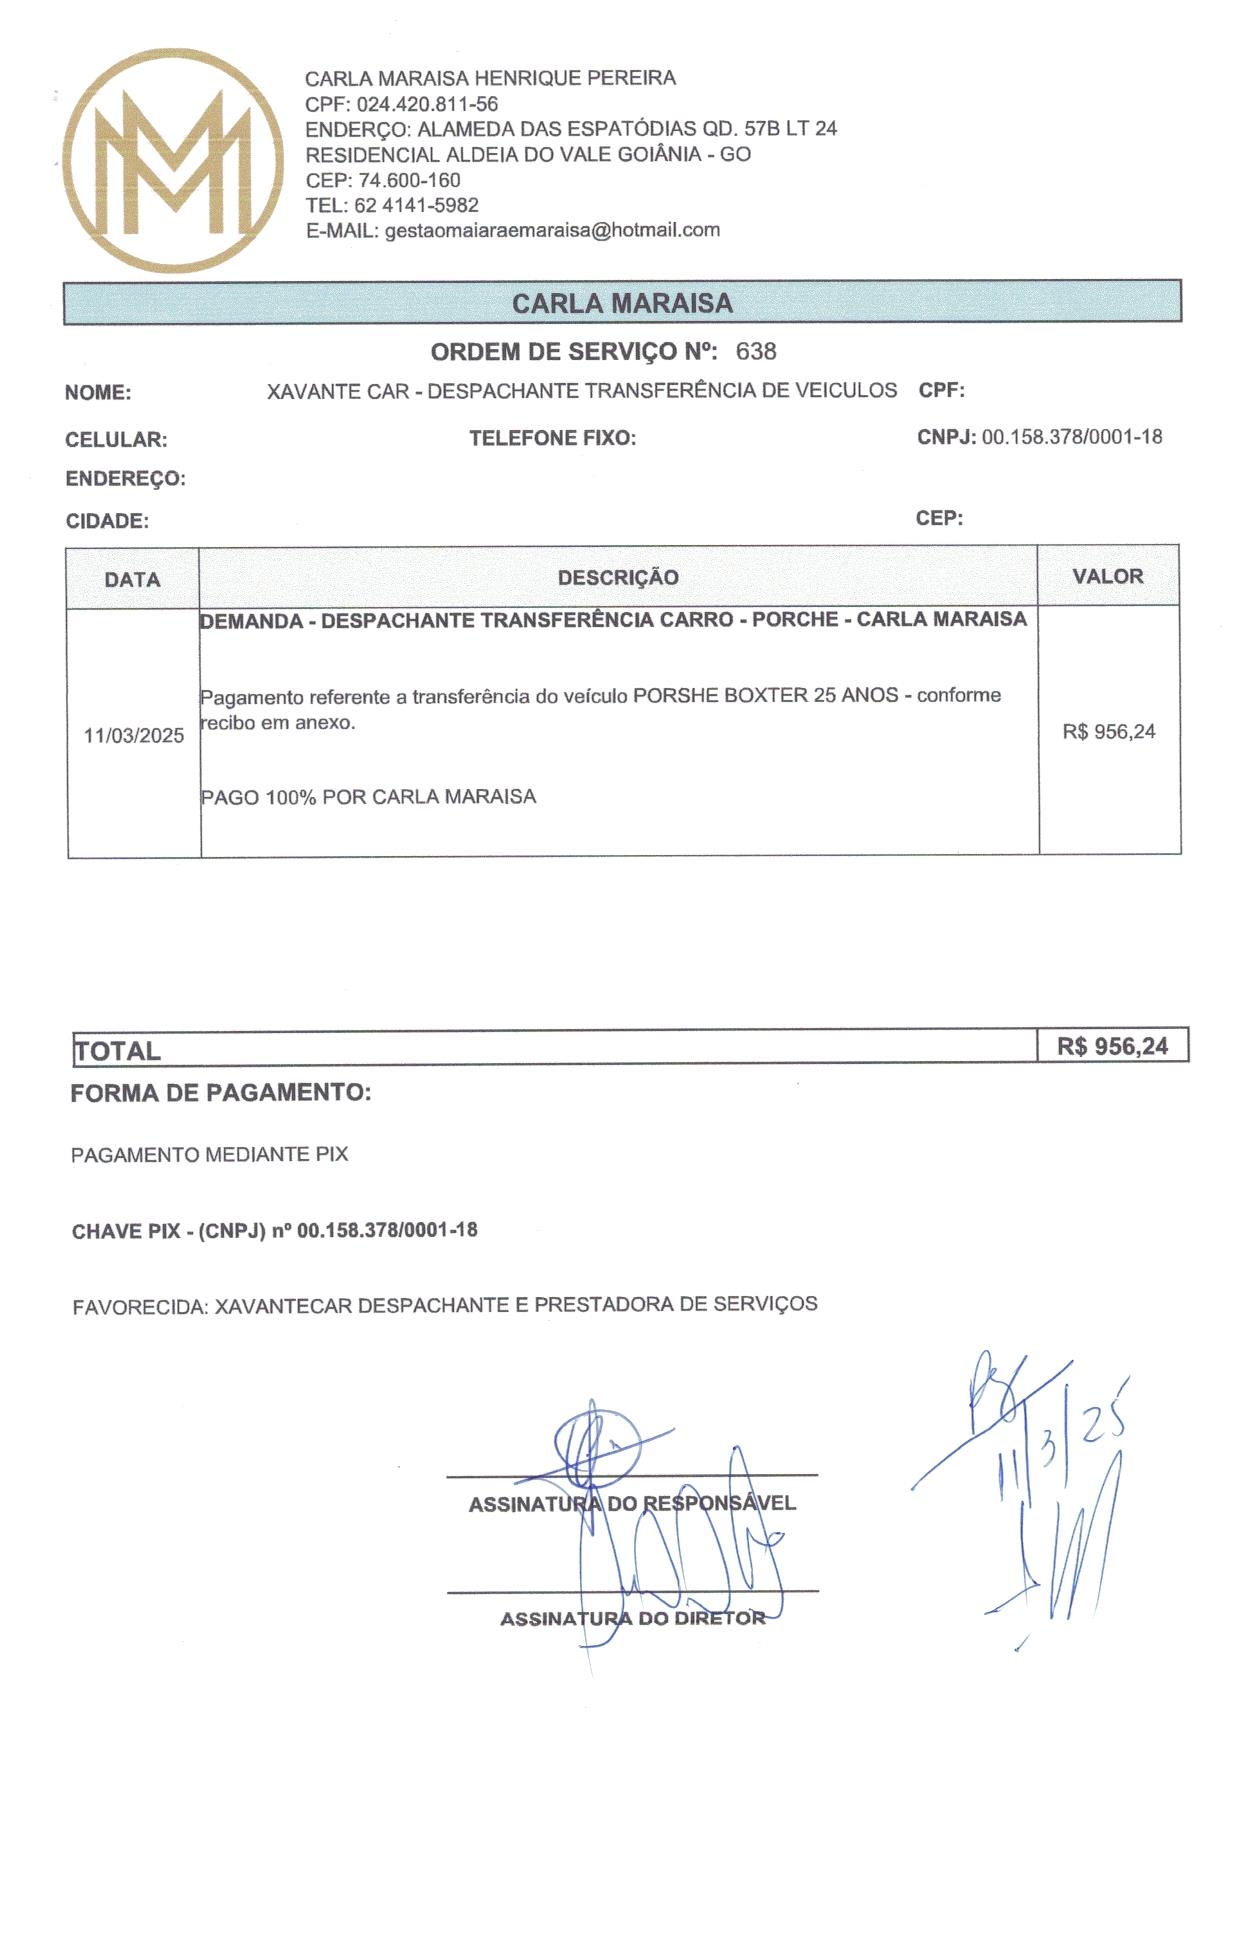 CARLA MARAISA HENRIQUE PEREIRA
CPF: 024.420.811-56
ENDERÇO: ALAMEDA DAS ESPATÓDIAS QD. 57B LT 24
RESIDENCIAL ALDEIA DO VALE GOIÂNIA - GO
CEP: 74.600-160
TEL: 62 4141-5982
E-MAIL: gestaomaiaraemaraisa@hotmail.com
CARLA MARAISA
ORDEM DE SERVIÇO Nº: 638
NOME: XAVANTE CAR - DESPACHANTE TRANSFERÊNCIA DE VEICULOS CPF:
CELULAR: TELEFONE FIXO: CNPJ: 00.158.378/0001-18
ENDEREÇO:
CIDADE: CEP:
DATA DESCRIÇÃO VALOR
DEMANDA - DESPACHANTE TRANSFERÊNCIA CARRO - PORCHE - CARLA MARAISA
Pagamento referente a transferência do veículo PORSHE BOXTER 25 ANOS - conforme
recibo em anexo.
11/03/2025 R$ 956,24
PAGO 100% POR CARLA MARAISA
TOTAL R$ 956,24
FORMA DE PAGAMENTO:
PAGAMENTO MEDIANTE PIX
CHAVE PIX - (CNPJ) nº 00.158.378/0001-18
FAVORECIDA: XAVANTECAR DESPACHANTE E PRESTADORA DE SERVIÇOS
11/3/25
ASSINATURA DO RESPONSÁVEL
ASSINATURA DO DIRETOR